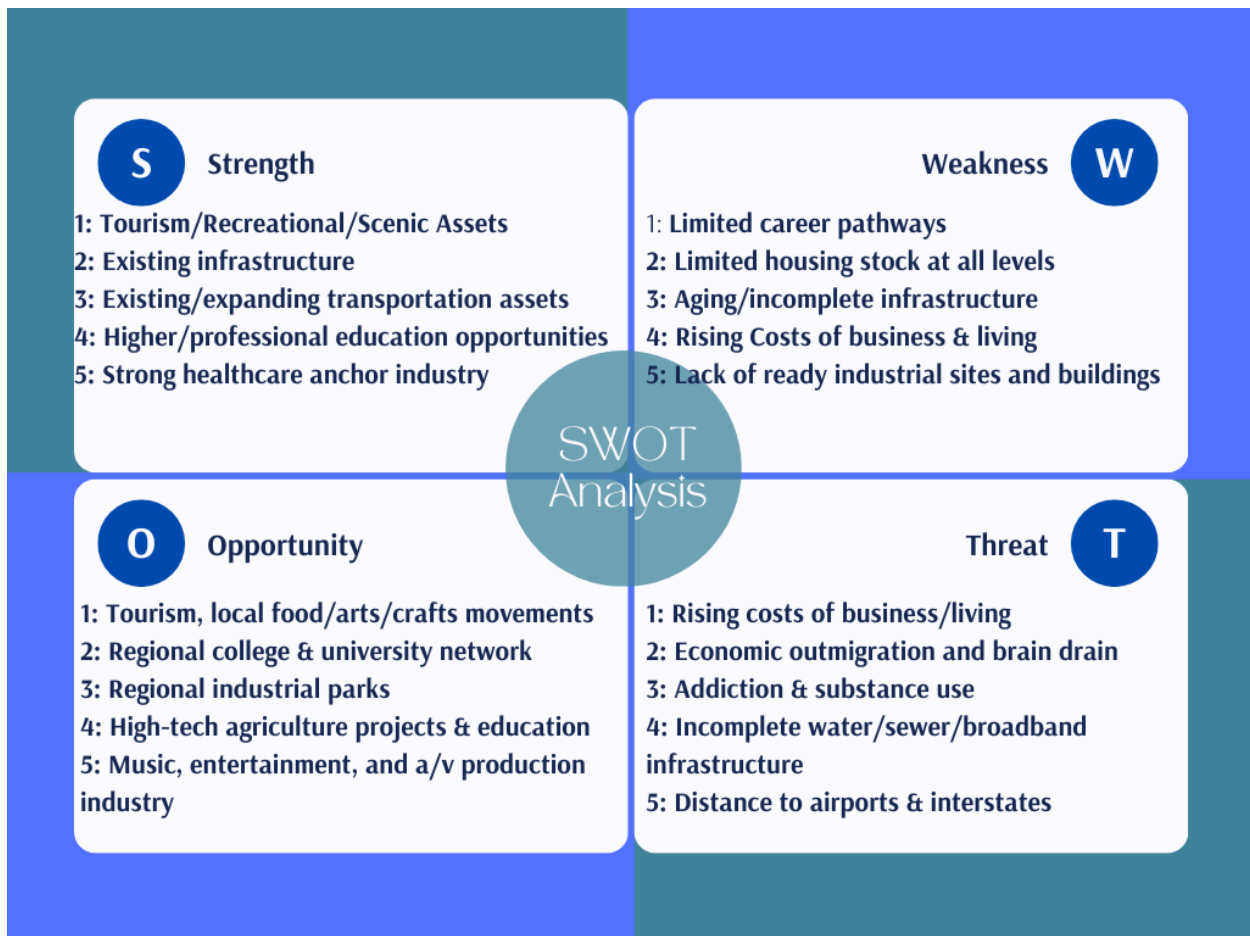 S
Strength
1: Tourism/Recreational/Scenic Assets
2: Existing infrastructure
3: Existing/expanding transportation assets
4: Higher/professional education opportunities
5: Strong healthcare anchor industry
Weakness
W
1: Limited career pathways
2: Limited housing stock at all levels
3: Aging/incomplete infrastructure
4: Rising Costs of business & living
5: Lack of ready industrial sites and buildings
SWOT
Analysis
O
Opportunity
1: Tourism, local food/arts/crafts movements
2: Regional college & university network
3: Regional industrial parks
4: High-tech agriculture projects & education
5: Music, entertainment, and a/v production
industry
Threat
T
1: Rising costs of business/living
2: Economic outmigration and brain drain
3: Addiction & substance use
4: Incomplete water/sewer/broadband
infrastructure
5: Distance to airports & interstates